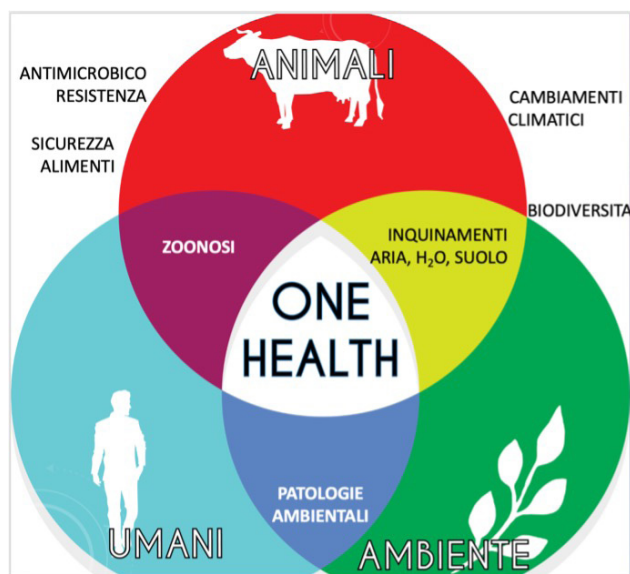 ANIMALI
ANTIMICROBICO
RESISTENZA
SICUREZZA
ALIMENTI
CAMBIAMENTI
CLIMATICI
BIODIVERSITA
ZOONOSI
INQUINAMENTI
ARIA, H₂O, SUOLO
ONE
HEALTH
PATOLOGIE
AMBIENTALI
UMANI
AMBIENTE